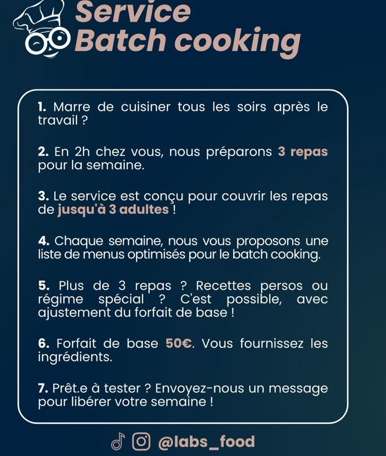 Service
Batch cooking
1. Marre de cuisiner tous les soirs après le
travail ?
2. En 2h chez vous, nous préparons 3 repas
pour la semaine.
3. Le service est conçu pour couvrir les repas
de jusqu'à 3 adultes !
4. Chaque semaine, nous vous proposons une
liste de menus optimisés pour le batch cooking.
5. Plus de 3 repas ? Recettes persos ou
régime spécial ? C'est possible, avec
ajustement du forfait de base !
6. Forfait de base 50€. Vous fournissez les
ingrédients.
7. Prêt.e à tester ? Envoyez-nous un message
pour libérer votre semaine !
@labs_food